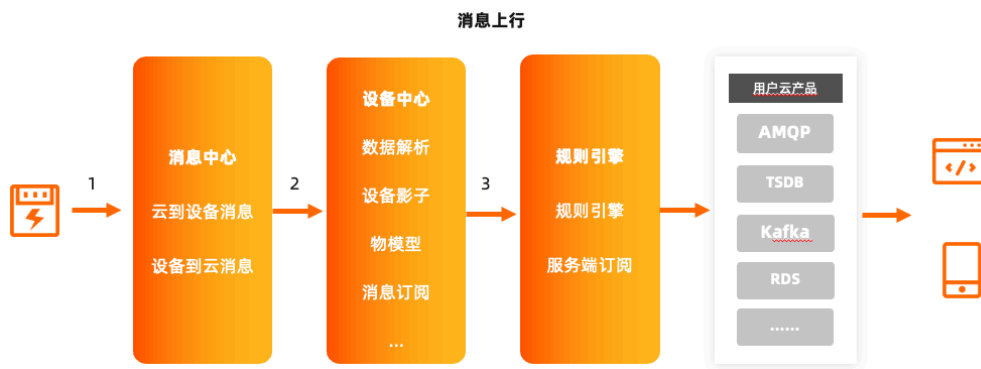 消息上行
1
消息中心
云到设备消息
设备到云消息
2
设备中心
数据解析
设备影子
物模型
消息订阅
...
3
规则引擎
规则引擎
服务端订阅
用户云产品
AMQP
TSDB
Kafka
RDS
......